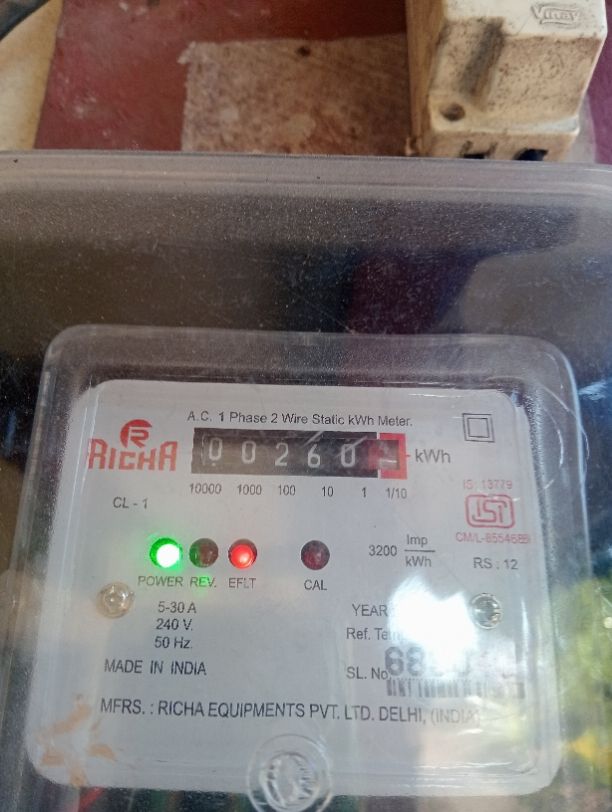 A.C. 1 Phase 2 Wire Static kWh Meter.
RICHA
0 0 2 6 0 kWh
10000 1000 100 10 1 1/10
CL - 1
IS: 13779
ISI
3200 Imp/kWh
RS : 12
POWER REV. EFLT CAL
5-30 A
240 V.
50 Hz.
YEAR
Ref.
MADE IN INDIA
SL. No.
MFRS. : RICHA EQUIPMENTS PVT. LTD. DELHI, (INDIA)